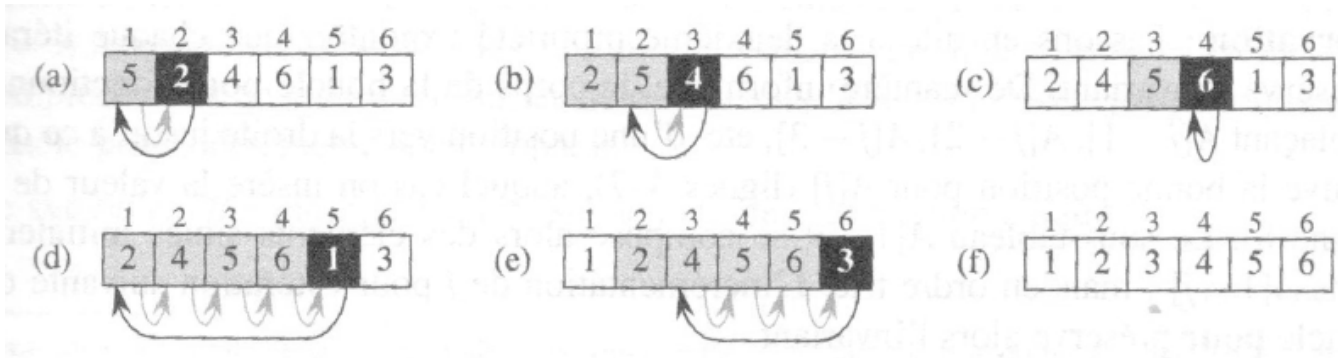 1 2 3 4 5 6 1 2 3 4 5 6 1 2 3 4 5 6
(a) 5 2 4 6 1 3 (b) 2 5 4 6 1 3 (c) 2 4 5 6 1 3
1 2 3 4 5 6 1 2 3 4 5 6 1 2 3 4 5 6
(d) 2 4 5 6 1 3 (e) 1 2 4 5 6 3 (f) 1 2 3 4 5 6